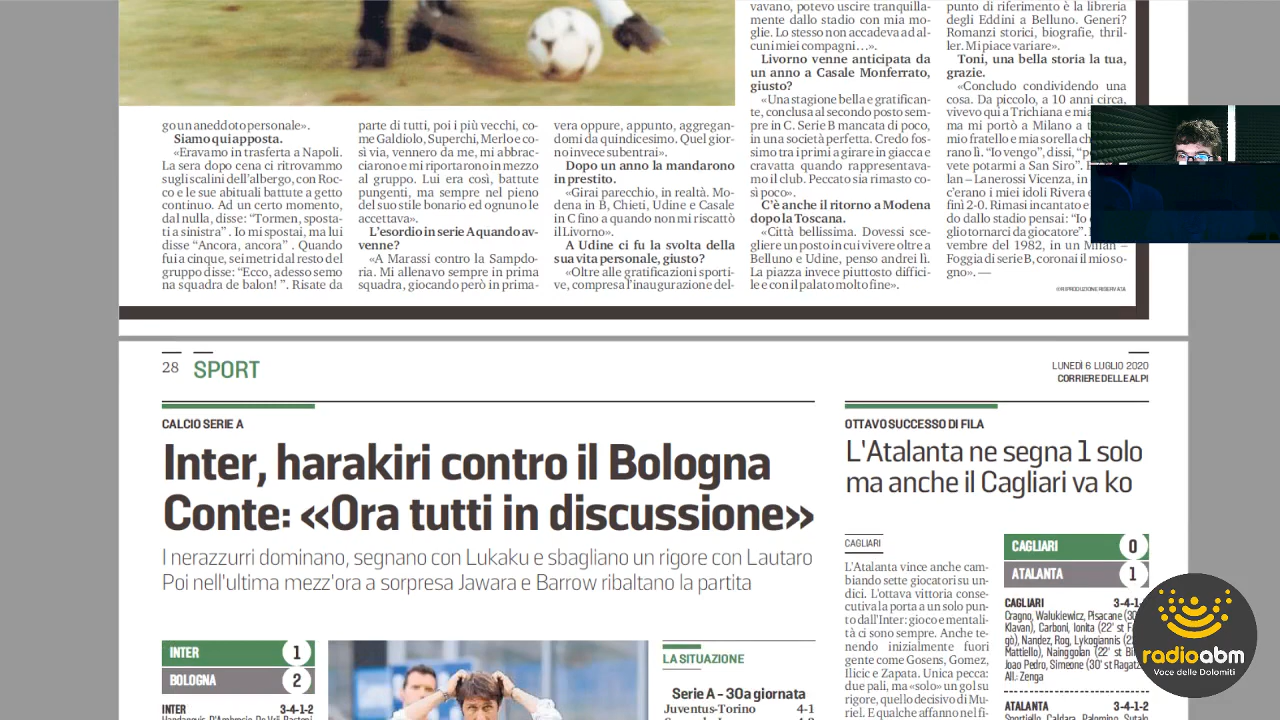 go un aneddoto personale».
Siamo qui apposta.
«Eravamo in trasferta a Napoli.
La sera dopo cena ci ritrovammo
sugli scalini dell'albergo, con Roc-
co e le sue abituali battute a getto
continuo. Ad un certo momento,
dal nulla, disse: “Tormen, sposta-
ti a sinistra” . Io mi spostai, ma lui
disse “Ancora, ancora” . Quando
fui a cinque, sei metri dal resto del
gruppo disse: “Ecco, adesso semo
na squadra de balon! ”. Risate da
parte di tutti, poi i più vecchi, co-
me Galdiolo, Superchi, Merlo e co-
sì via, vennero da me, mi abbrac-
ciarono e mi riportarono in mezzo
al gruppo. Lui era così, battute
pungenti, ma sempre nel pieno
del suo stile bonario ed ognuno le
accettava».
L'esordio in serie A quando av-
venne?
«A Marassi contro la Sampdo-
ria. Mi allenavo sempre in prima
squadra, giocando però in prima-
vera oppure, appunto, aggregan-
domi da quindicesimo. Quel gior-
no invece subentrai».
Dopo un anno la mandarono
in prestito.
«Girai parecchio, in realtà. Mo-
dena in B, Chieti, Udine e Casale
in C fino a quando non mi riscattò
il Livorno».
A Udine ci fu la svolta della
sua vita personale, giusto?
«Oltre alle gratificazioni sporti-
ve, compresa l'inaugurazione del-
vavano, potevo uscire tranquilla-
mente dallo stadio con mia mo-
glie. Lo stesso non accadeva ad al-
cuni miei compagni…».
Livorno venne anticipata da
un anno a Casale Monferrato,
giusto?
«Una stagione bella e gratifican-
te, conclusa al secondo posto sem-
pre in C. Serie B mancata di poco,
in una società perfetta. Credo fos-
simo tra i primi a girare in giacca e
cravatta quando rappresentava-
mo il club. Peccato sia rimasto co-
sì poco».
C'è anche il ritorno a Modena
dopo la Toscana.
«Città bellissima. Dovessi sce-
gliere un posto in cui vivere oltre a
Belluno e Udine, penso andrei lì.
La piazza invece piuttosto diffici-
le e con il palato molto fine».
punto di riferimento è la libreria
degli Eddini a Belluno. Generi?
Romanzi storici, biografie, thril-
ler. Mi piace variare».
Toni, una bella storia la tua,
grazie.
«Concludo condividendo una
cosa. Da piccolo, a 10 anni circa,
vivevo qui a Trichiana e mia
ma mi portò a Milano a
mio fratello e mia sorella
rano lì. “Io vengo”, dissi,
vete potarmi a San Siro”.
lan – Lanerossi Vicenza, in
c'erano i miei idoli Rivera e
finì 2-0. Rimasi incantato e
do dallo stadio pensai: “Io
glio tornarci da giocatore”.
vembre del 1982, in un Milan –
Foggia di serie B, coronai il mio so-
gno».—
©RIPRODUZIONE RISERVATA
28 SPORT
LUNEDÌ 6 LUGLIO 2020
CORRIERE DELLE ALPI
CALCIO SERIE A
Inter, harakiri contro il Bologna
Conte: «Ora tutti in discussione»
I nerazzurri dominano, segnano con Lukaku e sbagliano un rigore con Lautaro
Poi nell'ultima mezz'ora a sorpresa Jawara e Barrow ribaltano la partita
INTER 1
BOLOGNA 2
INTER 3-4-1-2
Handanovic, D'Ambrosio, De Vrij, Bastoni
LA SITUAZIONE
Serie A - 30a giornata
Juventus-Torino 4-1
OTTAVO SUCCESSO DI FILA
L'Atalanta ne segna 1 solo
ma anche il Cagliari va ko
CAGLIARI
L'Atalanta vince anche cam-
biando sette giocatori su un-
dici. L'ottava vittoria conse-
cutiva la porta a un solo pun-
to dall'Inter: gioco e mentali-
tà ci sono sempre. Anche te-
nendo inizialmente fuori
gente come Gosens, Gomez,
Ilicic e Zapata. Unica pecca:
due pali, ma «solo» un gol su
rigore, quello decisivo di Mu-
riel. E qualche affanno nel fi-
CAGLIARI 0
ATALANTA 1
CAGLIARI 3-4-1-
Cragno, Walukiewicz, Pisacane (30'
Klavan), Carboni, Ionita (22' st
gò), Nandez, Rog, Lykogiannis
Mattiello), Nainggolan (22' st
Joao Pedro, Simeone (30' st Ragatz
All.: Zenga
ATALANTA 3-4-1-2
Sportiello, Caldara, Palomino, Sutalo
radioabm
Voce delle Dolomiti